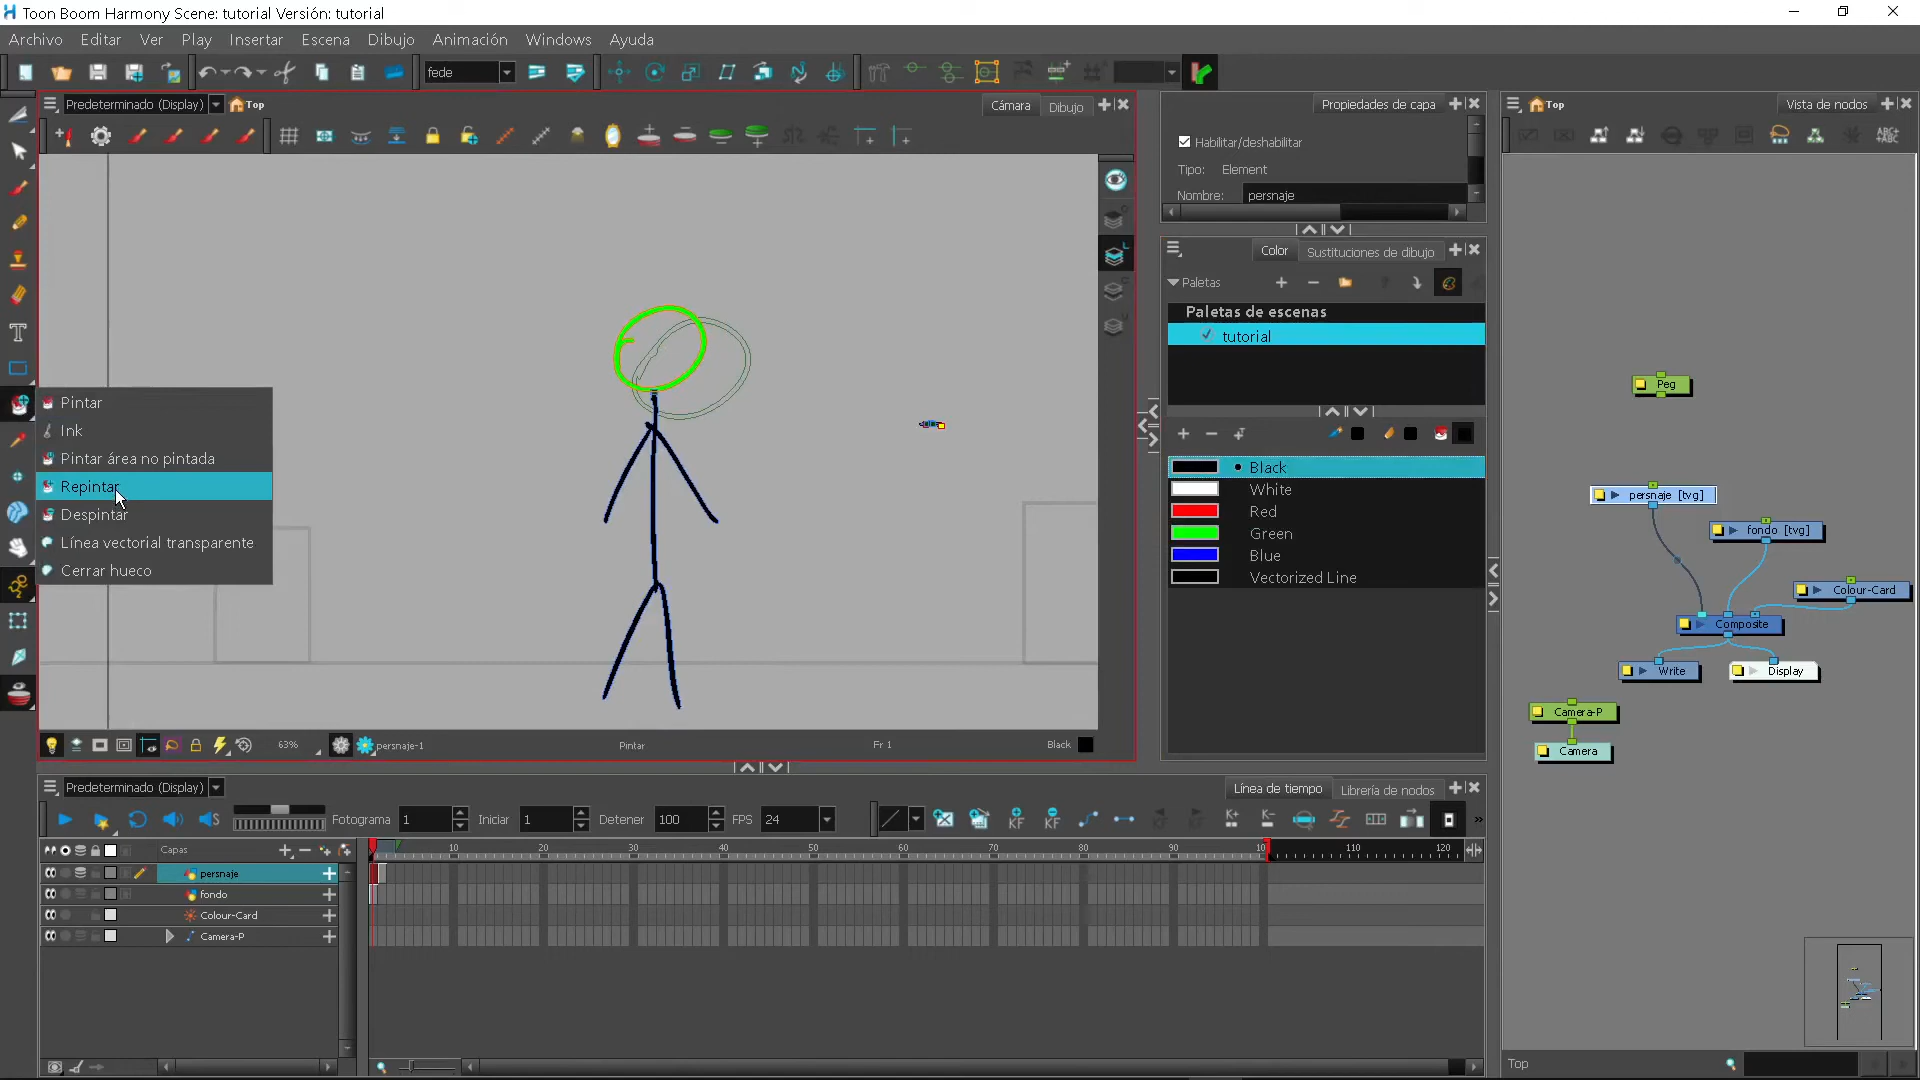 Toon Boom Harmony Scene: tutorial Versión: tutorial
Archivo Editar Ver Play Insertar Escena Dibujo Animación Windows Ayuda
fede
Predeterminado (Display) Top Cámara Dibujo
Propiedades de capa
Top Vista de nodos
Habilitar/deshabilitar
Tipo: Element
Nombre: persnaje
Color Sustituciones de dibujo
Paletas
Paletas de escenas
tutorial
Black
White
Red
Green
Blue
Vectorized Line
Pintar
Ink
Pintar área no pintada
Repintar
Despintar
Línea vectorial transparente
Cerrar hueco
Peg
persnaje [tvg]
fondo [tvg]
Colour-Card
Composite
Write Display
Camera-P
Camera
63% persnaje-1 Pintar Fr 1 Black
Predeterminado (Display) Línea de tiempo Librería de nodos
Fotograma 1 Iniciar 1 Detener 100 FPS 24 KF KF K+ K-
Capas 10 20 30 40 50 60 70 80 90 10 110 120
persnaje
fondo
Colour-Card
Camera-P
Top